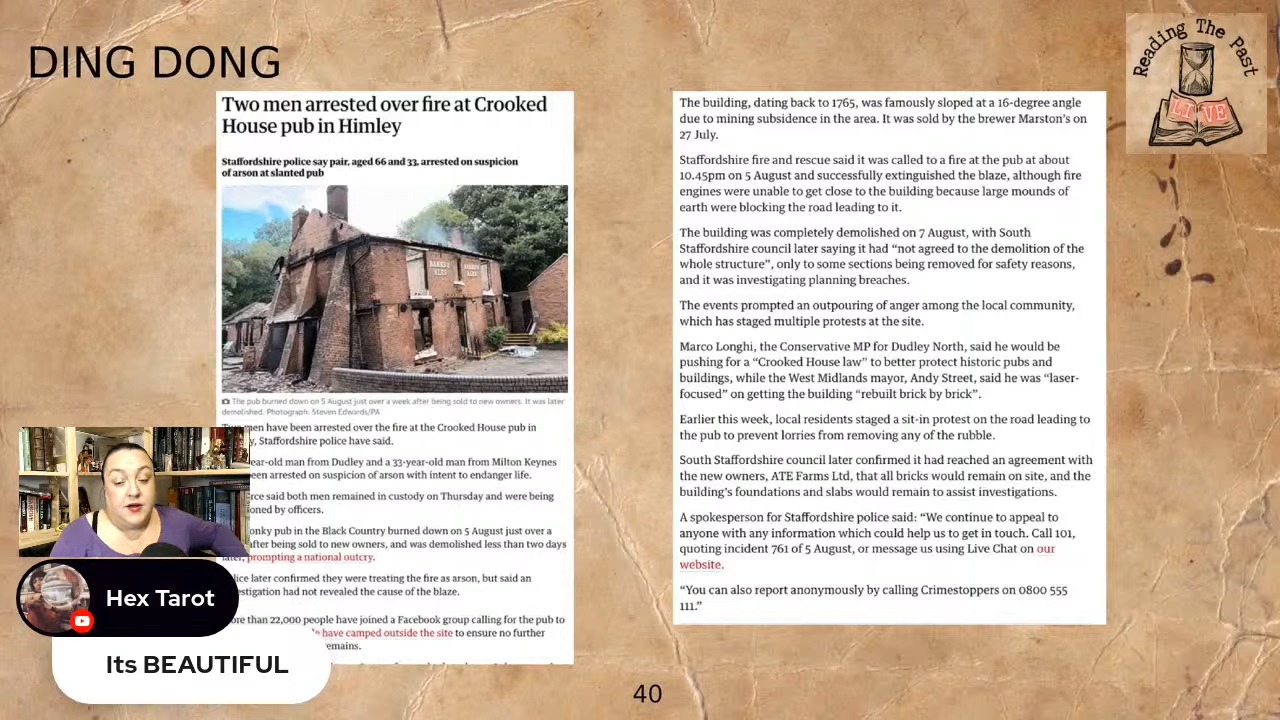 DING DONG
Reading The Past
LIVE
Two men arrested over fire at Crooked
House pub in Himley
Staffordshire police say pair, aged 66 and 33, arrested on suspicion
of arson at slanted pub
BANKS'S
ALES
The pub burned down on 5 August just over a week after being sold to new owners. It was later
demolished. Photograph: Steven Edwards/PA
men have been arrested over the fire at the Crooked House pub in
Staffordshire police have said.
year-old man from Dudley and a 33-year-old man from Milton Keynes
been arrested on suspicion of arson with intent to endanger life.
said both men remained in custody on Thursday and were being
by officers.
pub in the Black Country burned down on 5 August just over a
after being sold to new owners, and was demolished less than two days
prompting a national outcry.
later confirmed they were treating the fire as arson, but said an
had not revealed the cause of the blaze.
than 22,000 people have joined a Facebook group calling for the pub to
have camped outside the site to ensure no further
The building, dating back to 1765, was famously sloped at a 16-degree angle
due to mining subsidence in the area. It was sold by the brewer Marston's on
27 July.
Staffordshire fire and rescue said it was called to a fire at the pub at about
10.45pm on 5 August and successfully extinguished the blaze, although fire
engines were unable to get close to the building because large mounds of
earth were blocking the road leading to it.
The building was completely demolished on 7 August, with South
Staffordshire council later saying it had “not agreed to the demolition of the
whole structure”, only to some sections being removed for safety reasons,
and it was investigating planning breaches.
The events prompted an outpouring of anger among the local community,
which has staged multiple protests at the site.
Marco Longhi, the Conservative MP for Dudley North, said he would be
pushing for a “Crooked House law” to better protect historic pubs and
buildings, while the West Midlands mayor, Andy Street, said he was “laser-
focused” on getting the building “rebuilt brick by brick”.
Earlier this week, local residents staged a sit-in protest on the road leading to
the pub to prevent lorries from removing any of the rubble.
South Staffordshire council later confirmed it had reached an agreement with
the new owners, ATE Farms Ltd, that all bricks would remain on site, and the
building's foundations and slabs would remain to assist investigations.
A spokesperson for Staffordshire police said: “We continue to appeal to
anyone with any information which could help us to get in touch. Call 101,
quoting incident 761 of 5 August, or message us using Live Chat on our
website.
“You can also report anonymously by calling Crimestoppers on 0800 555
111.”
Hex Tarot
Its BEAUTIFUL
40